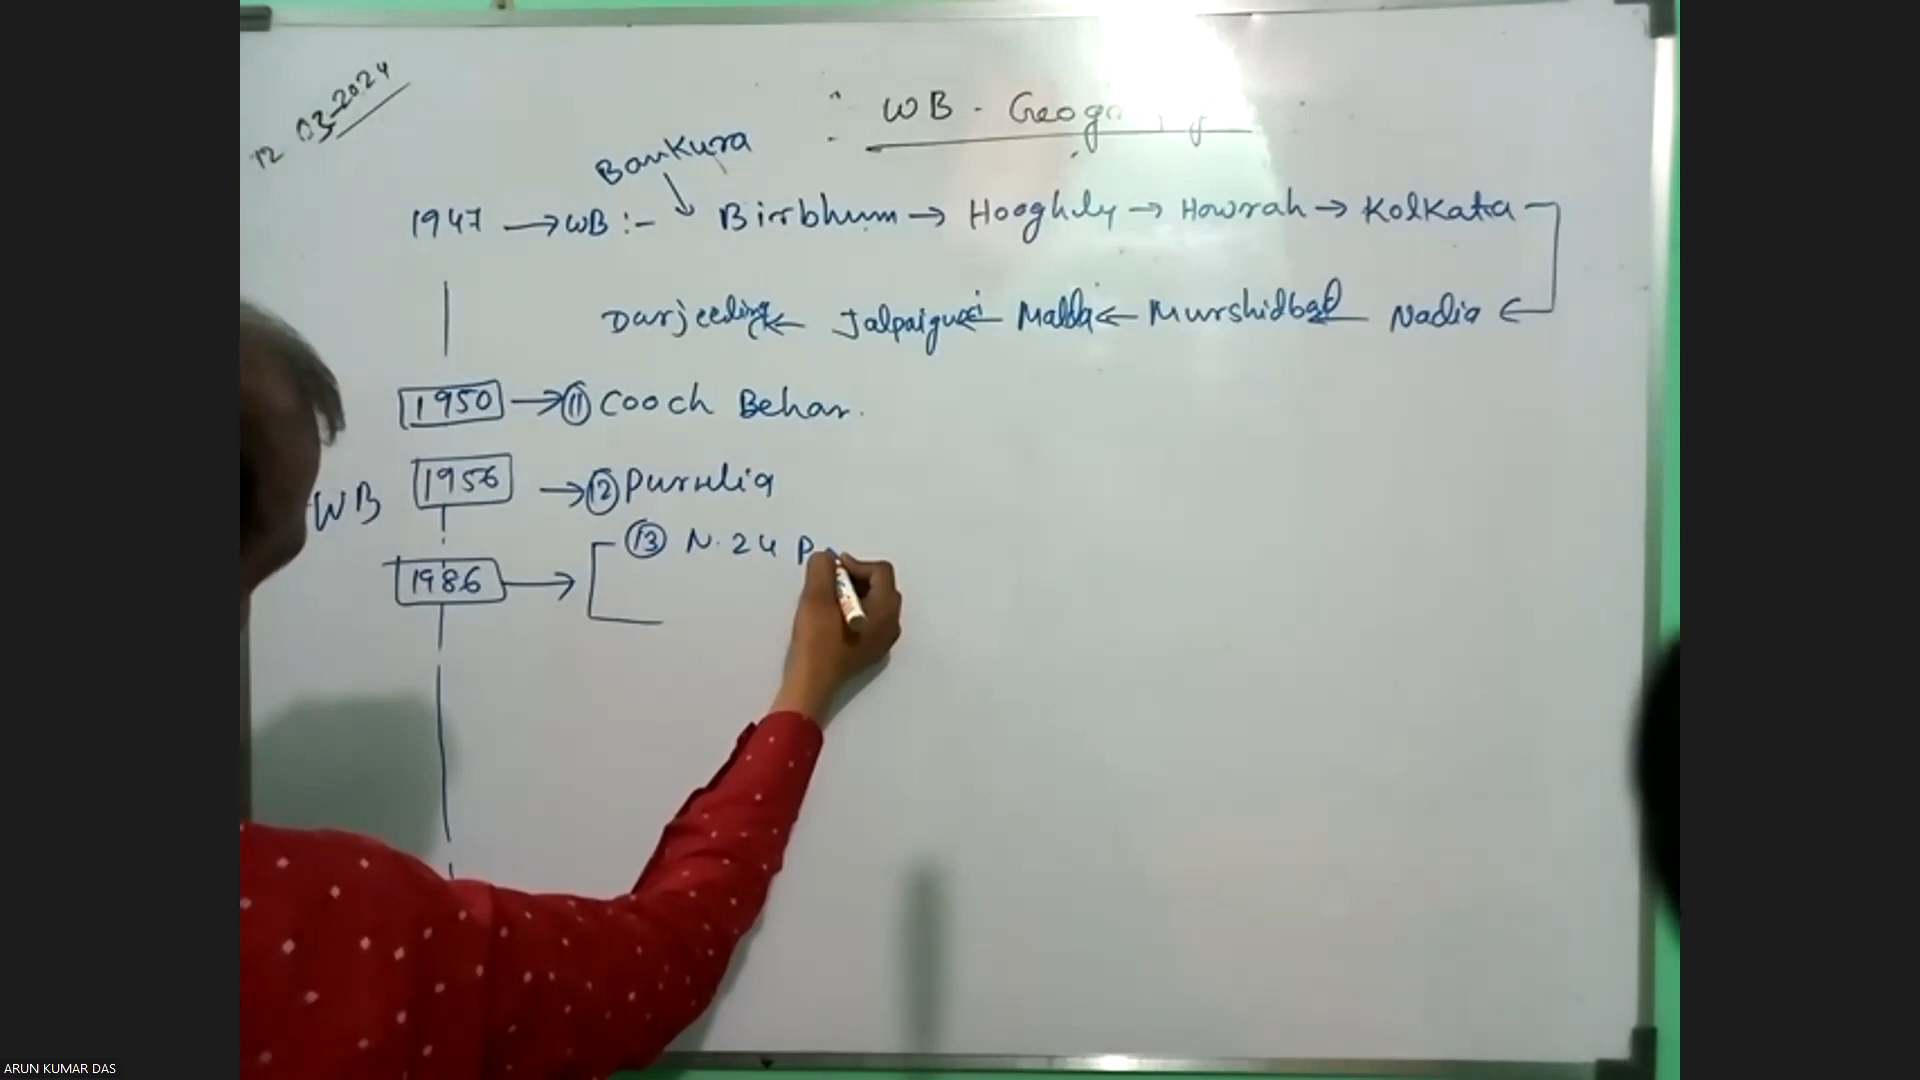 12 03-2024
WB - Geog
Bankura
1947 → WB :- Birbhum → Hooghly → Howrah → Kolkata
Darjeeling ← Jalpaiguri ← Malda ← Murshidbad ← Nadia ←
1950 → 11 Cooch Behar.
WB 1956 → 12 Purulia
13 N. 24 P
1986 →
ARUN KUMAR DAS